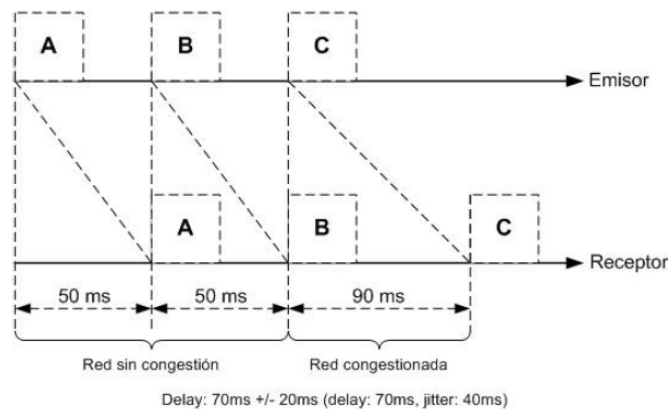 A
B
C
Emisor
A
B
C
Receptor
50 ms
50 ms
90 ms
Red sin congestión
Red congestionada
Delay: 70ms +/- 20ms (delay: 70ms, jitter: 40ms)